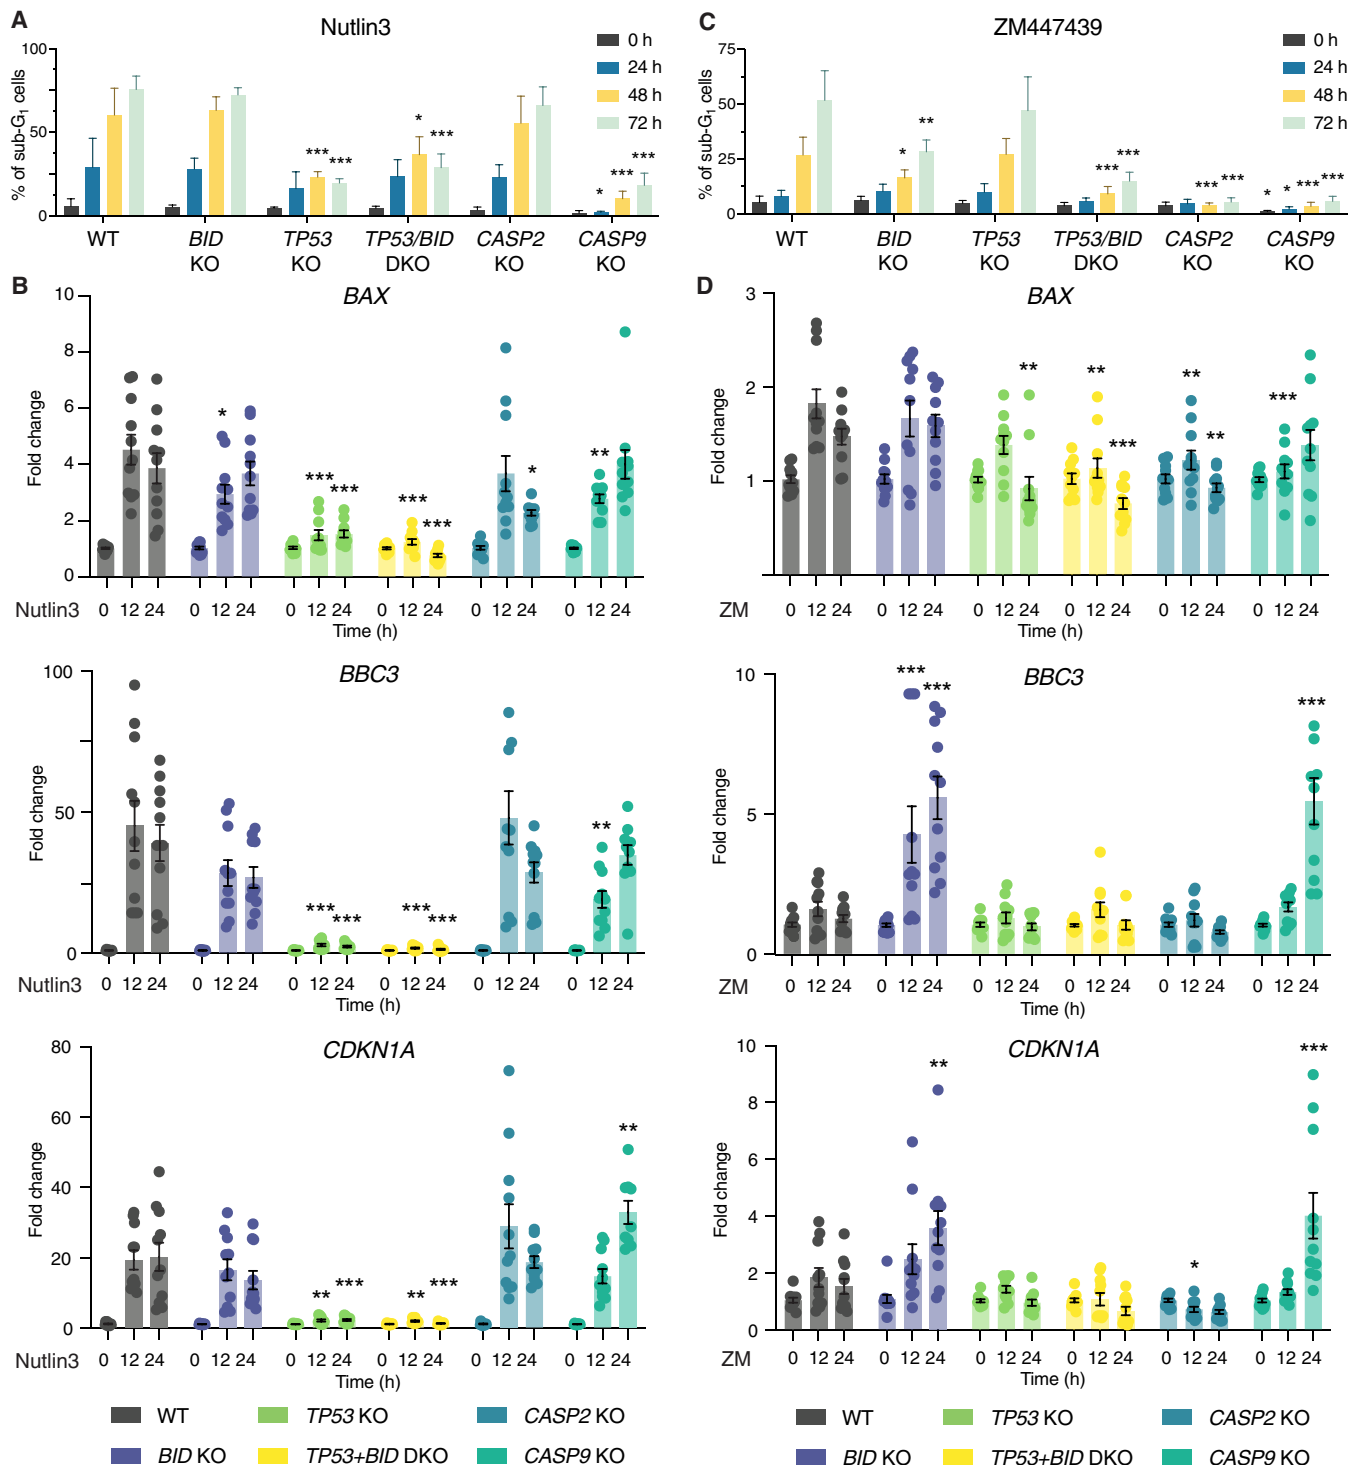 A
Nutlin3
% of sub-G1 cells
100
50
0
0 h
24 h
48 h
72 h
*** *** * *** * *** ***
WT
BID KO
TP53 KO
TP53/BID DKO
CASP2 KO
CASP9 KO
C
ZM447439
% of sub-G1 cells
75
50
25
0
0 h
24 h
48 h
72 h
* ** *** *** *** *** * * *** ***
WT
BID KO
TP53 KO
TP53/BID DKO
CASP2 KO
CASP9 KO
B
BAX
Fold change
10
8
6
4
2
0
* *** *** *** *** * **
Nutlin3 0 12 24 0 12 24 0 12 24 0 12 24 0 12 24 0 12 24
Time (h)
BBC3
Fold change
100
50
0
*** *** *** *** **
Nutlin3 0 12 24 0 12 24 0 12 24 0 12 24 0 12 24 0 12 24
Time (h)
CDKN1A
Fold change
80
60
40
20
0
** *** ** *** **
Nutlin3 0 12 24 0 12 24 0 12 24 0 12 24 0 12 24 0 12 24
Time (h)
WT
TP53 KO
CASP2 KO
BID KO
TP53+BID DKO
CASP9 KO
D
BAX
Fold change
3
2
1
** ** *** ** ** ***
ZM 0 12 24 0 12 24 0 12 24 0 12 24 0 12 24 0 12 24
Time (h)
BBC3
Fold change
10
5
0
*** *** ***
ZM 0 12 24 0 12 24 0 12 24 0 12 24 0 12 24 0 12 24
Time (h)
CDKN1A
Fold change
10
8
6
4
2
0
** * ***
ZM 0 12 24 0 12 24 0 12 24 0 12 24 0 12 24 0 12 24
Time (h)
WT
TP53 KO
CASP2 KO
BID KO
TP53+BID DKO
CASP9 KO